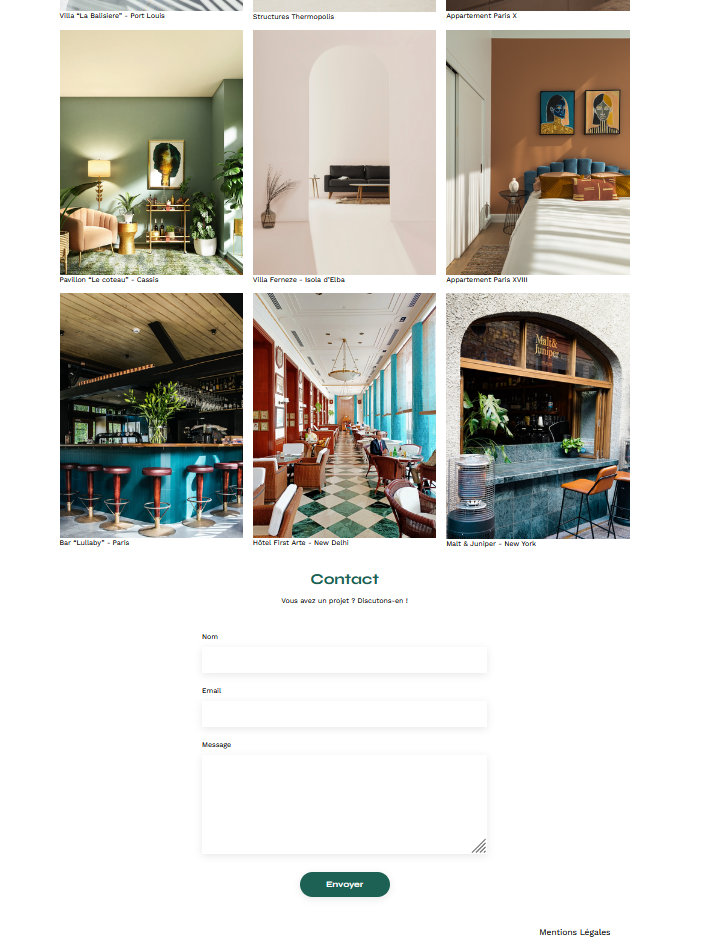 Villa “La Balisiere” - Port Louis
Structures Thermopolis
Appartement Paris X
Pavillon “Le coteau” - Cassis
Villa Ferneze - Isola d’Elba
Appartement Paris XVIII
Malt &
Juniper
Bar “Lullaby” - Paris
Hôtel First Arte - New Delhi
Malt & Juniper - New York
Contact
Vous avez un projet ? Discutons-en !
Nom
Email
Message
Envoyer
Mentions Légales